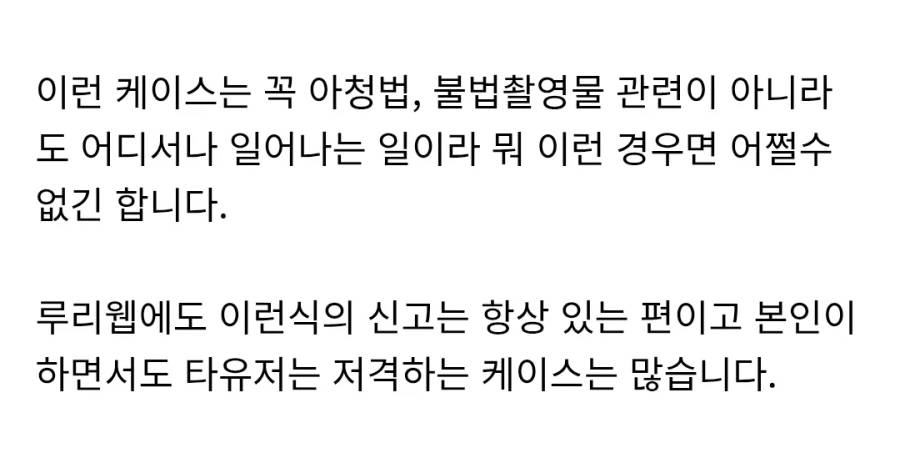 이런 케이스는 꼭 아청법, 불법촬영물 관련이 아니라
도 어디서나 일어나는 일이라 뭐 이런 경우면 어쩔수
없긴 합니다.
루리웹에도 이런식의 신고는 항상 있는 편이고 본인이
하면서도 타유저는 저격하는 케이스는 많습니다.